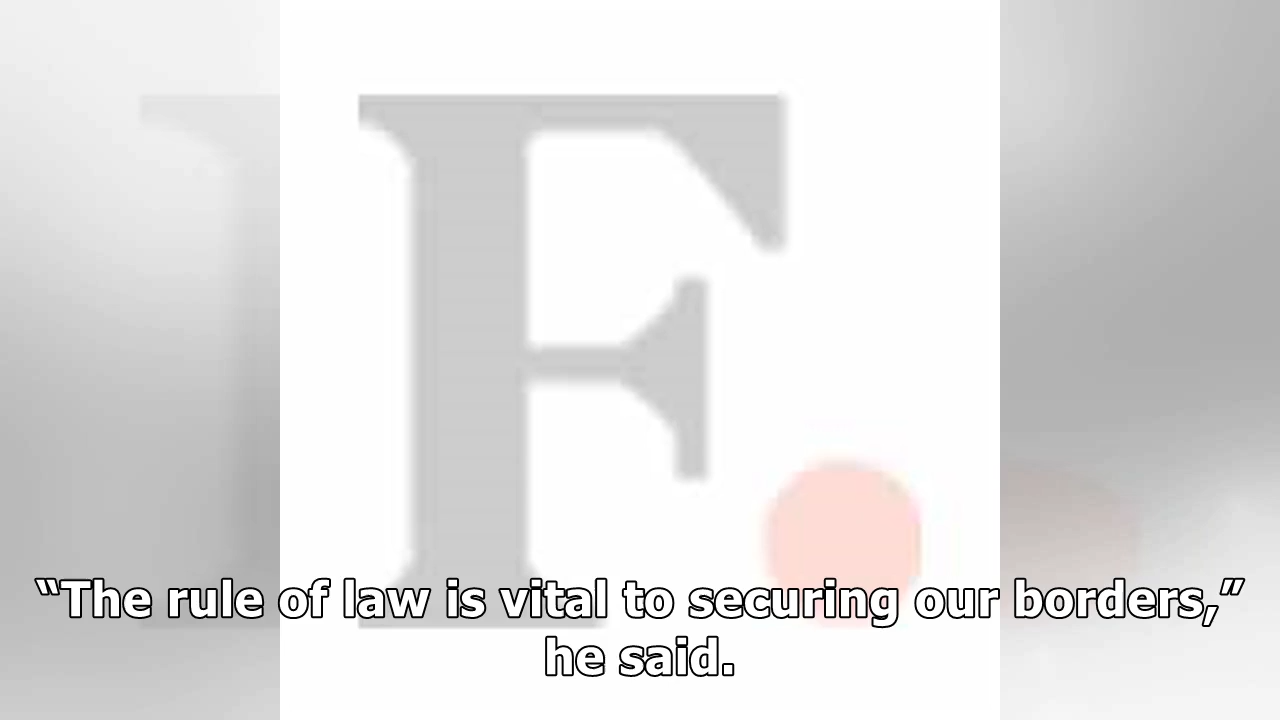 F.
“The rule of law is vital to securing our borders,”
he said.